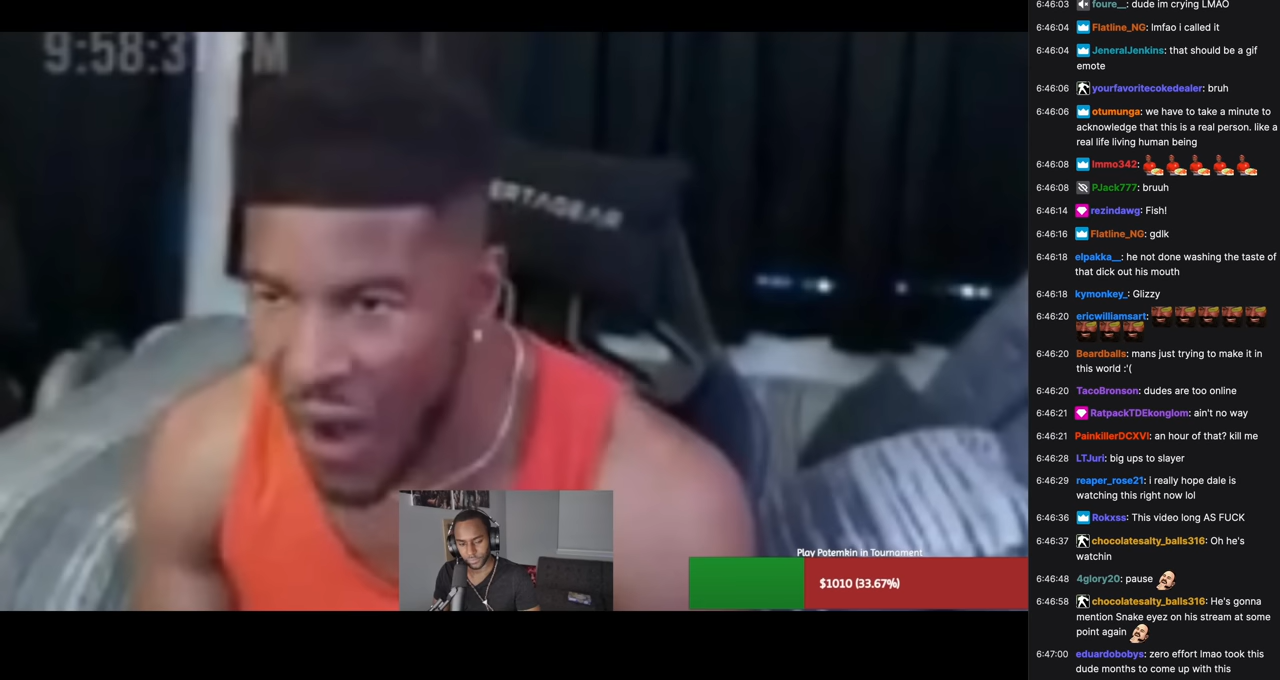 9:58:3
ERTAGEAR
Play Potemkin in Tournament
$1010 (33.67%)
6:46:03 foure__: dude im crying LMAO
6:46:04 Flatline_NG: lmfao i called it
6:46:04 JeneralJenkins: that should be a gif
emote
6:46:06 yourfavoritecokedealer: bruh
6:46:06 otumunga: we have to take a minute to
acknowledge that this is a real person. like a
real life living human being
6:46:08 Immo342:
6:46:08 PJack777: bruuh
6:46:14 rezindawg: Fish!
6:46:16 Flatline_NG: gdlk
6:46:18 elpakka__: he not done washing the taste of
that dick out his mouth
6:46:18 kymonkey_: Glizzy
6:46:20 ericwilliamsart:
6:46:20 Beardballs: mans just trying to make it in
this world :'(
6:46:20 TacoBronson: dudes are too online
6:46:21 RatpackTDEkonglom: ain't no way
6:46:21 PainkillerDCXVI: an hour of that? kill me
6:46:28 LTJuri: big ups to slayer
6:46:29 reaper_rose21: i really hope dale is
watching this right now lol
6:46:36 Rokxss: This video long AS FUCK
6:46:37 chocolatesalty_balls316: Oh he's
watchin
6:46:48 4glory20: pause
6:46:58 chocolatesalty_balls316: He's gonna
mention Snake eyez on his stream at some
point again
6:47:00 eduardobobys: zero effort lmao took this
dude months to come up with this